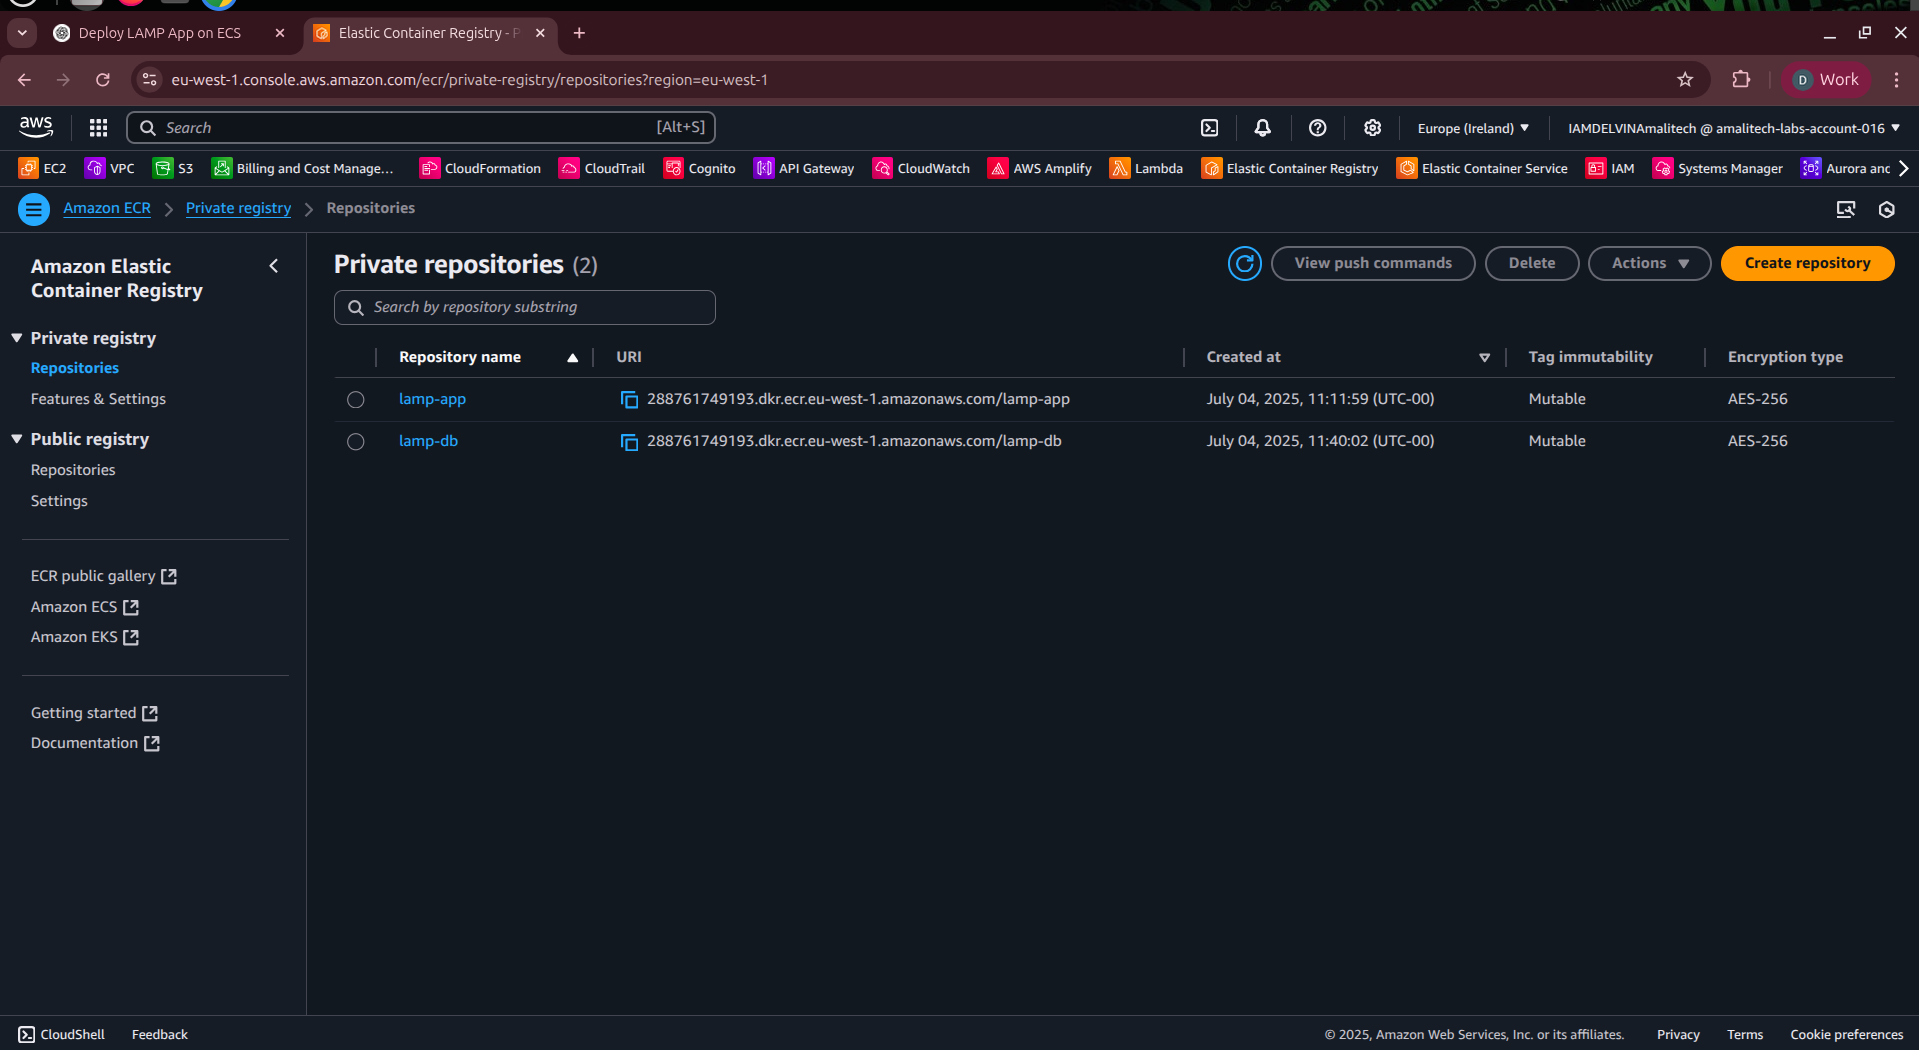 Deploy LAMP App on ECS
Elastic Container Registry - P
eu-west-1.console.aws.amazon.com/ecr/private-registry/repositories?region=eu-west-1
D Work
aws
Search [Alt+S]
Europe (Ireland)
IAMDELVINAmalitech @ amalitech-labs-account-016
EC2 VPC S3 Billing and Cost Manage... CloudFormation CloudTrail Cognito API Gateway CloudWatch AWS Amplify Lambda Elastic Container Registry Elastic Container Service IAM Systems Manager Aurora and
Amazon ECR Private registry Repositories
Amazon Elastic
Container Registry
Private registry
Repositories
Features & Settings
Public registry
Repositories
Settings
ECR public gallery
Amazon ECS
Amazon EKS
Getting started
Documentation
Private repositories (2)
View push commands Delete Actions Create repository
Search by repository substring
Repository name URI Created at Tag immutability Encryption type
lamp-app 288761749193.dkr.ecr.eu-west-1.amazonaws.com/lamp-app July 04, 2025, 11:11:59 (UTC-00) Mutable AES-256
lamp-db 288761749193.dkr.ecr.eu-west-1.amazonaws.com/lamp-db July 04, 2025, 11:40:02 (UTC-00) Mutable AES-256
CloudShell Feedback © 2025, Amazon Web Services, Inc. or its affiliates. Privacy Terms Cookie preferences